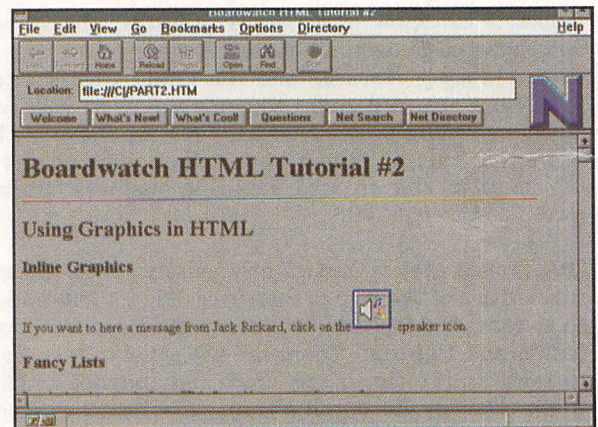 Boardwatch HTML Tutorial #2
File Edit View Go Bookmarks Options Directory Help
Home Reload Open Find
Location: file:///C|/PART2.HTM
Welcome What's New! What's Cool! Questions Net Search Net Directory
N
Boardwatch HTML Tutorial #2
Using Graphics in HTML
Inline Graphics
If you want to here a message from Jack Rickard, click on the speaker icon
Fancy Lists